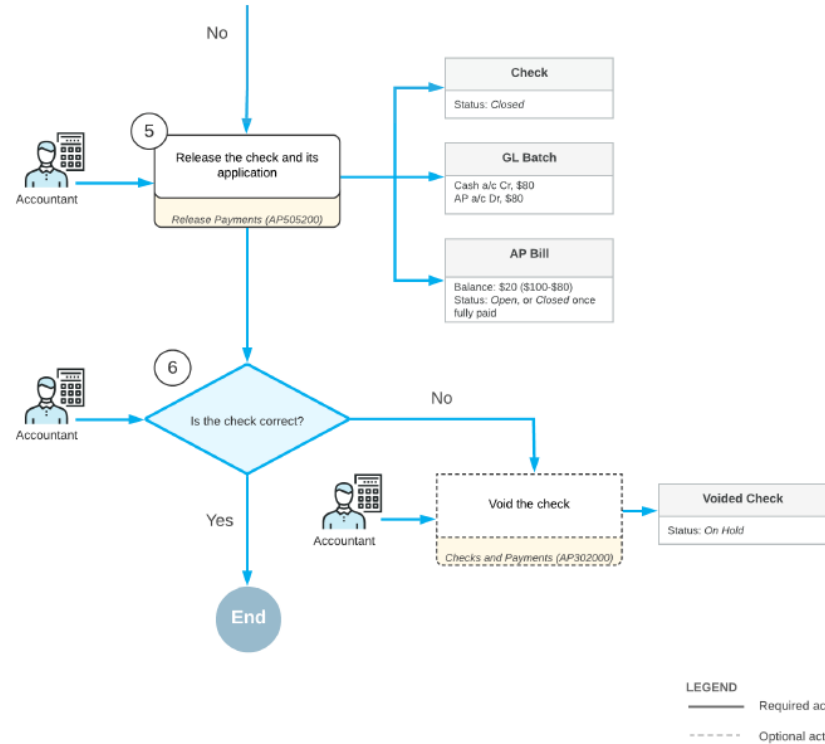 No
5
Release the check and its
application
Release Payments (AP505200)
Accountant
Check
Status: Closed
GL Batch
Cash a/c Cr, $80
AP a/c Dr, $80
AP Bill
Balance: $20 ($100-$80)
Status: Open, or Closed once
fully paid
6
Accountant
Is the check correct?
No
Yes
Accountant
Void the check
Checks and Payments (AP302000)
Voided Check
Status: On Hold
End
LEGEND
Required ac
Optional act